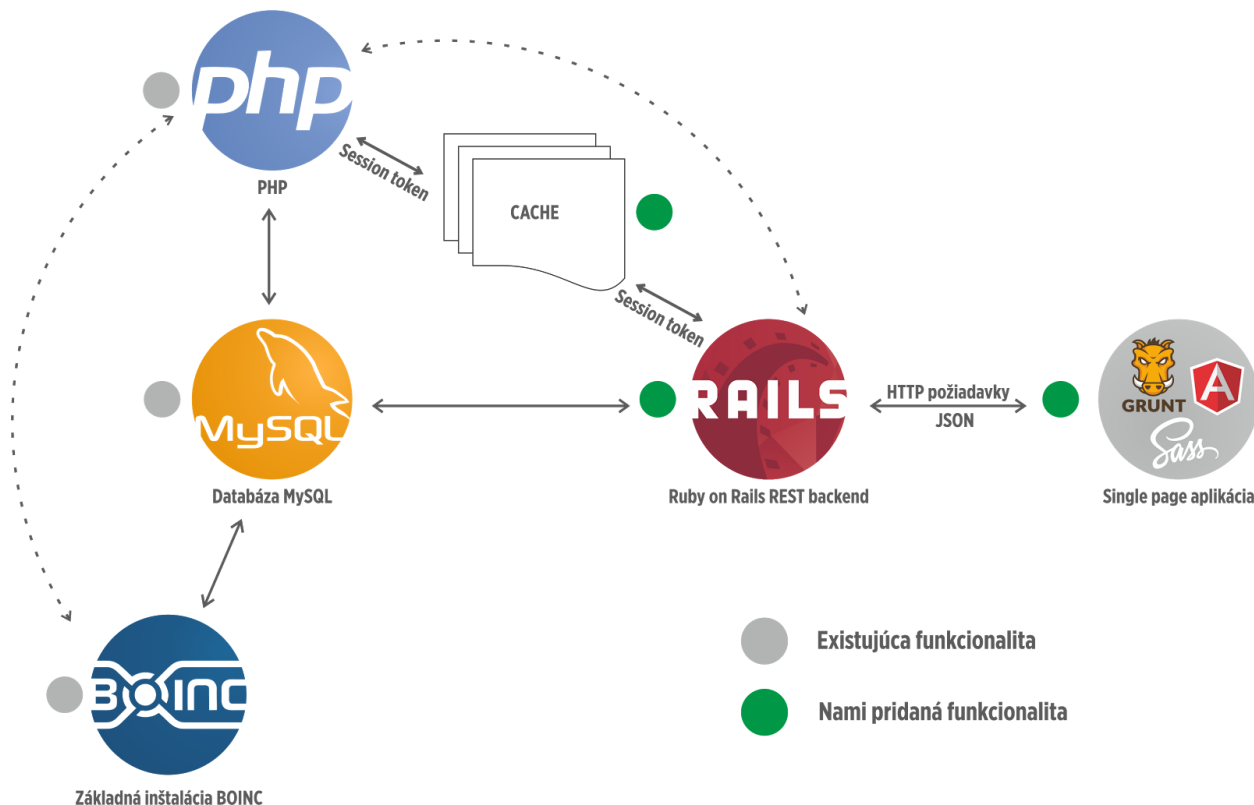 php
PHP
Session token
CACHE
Session token
MySQL
Databáza MySQL
RAILS
Ruby on Rails REST backend
HTTP požiadavky
JSON
GRUNT
A
Sass
Single page aplikácia
BOINC
Základná inštalácia BOINC
Existujúca funkcionalita
Nami pridaná funkcionalita